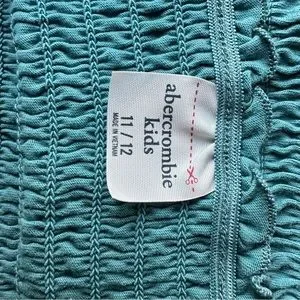 abercrombie
kids
11 / 12
MADE IN VIETNAM